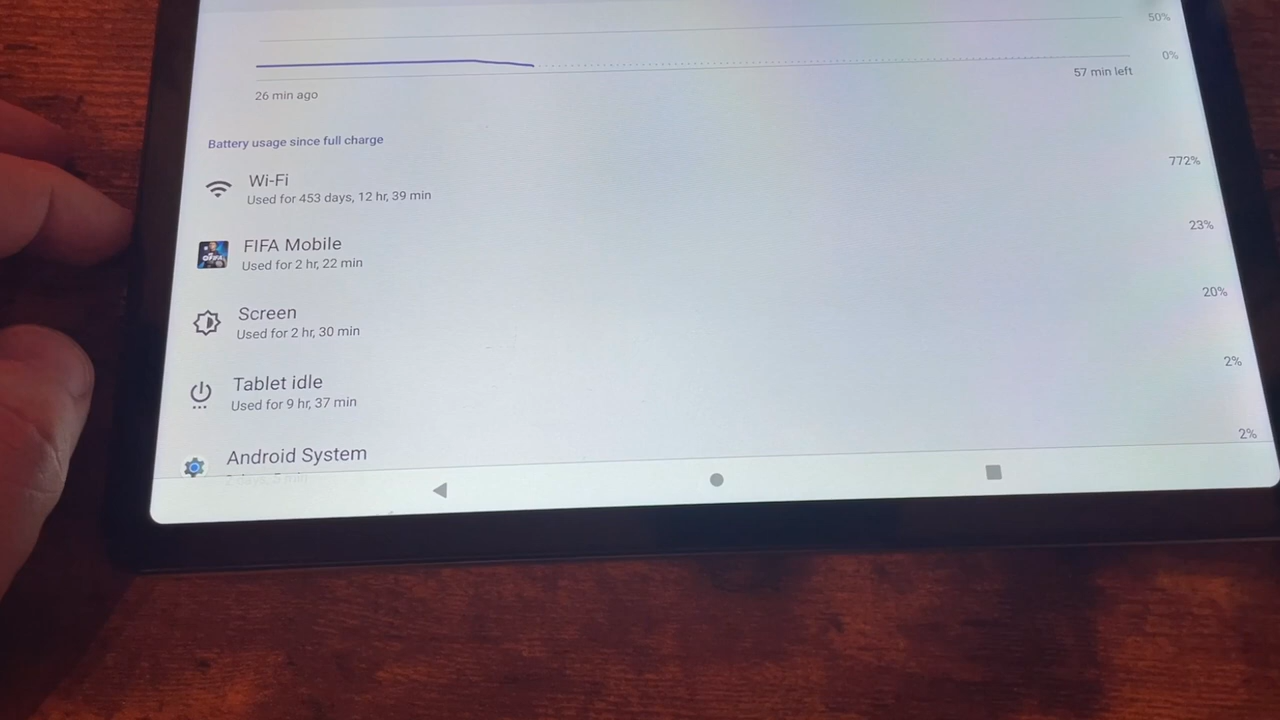 50%
0%
26 min ago
57 min left
Battery usage since full charge
Wi-Fi
772%
Used for 453 days, 12 hr, 39 min
FIFA Mobile
23%
Used for 2 hr, 22 min
Screen
20%
Used for 2 hr, 30 min
Tablet idle
2%
Used for 9 hr, 37 min
Android System
2%